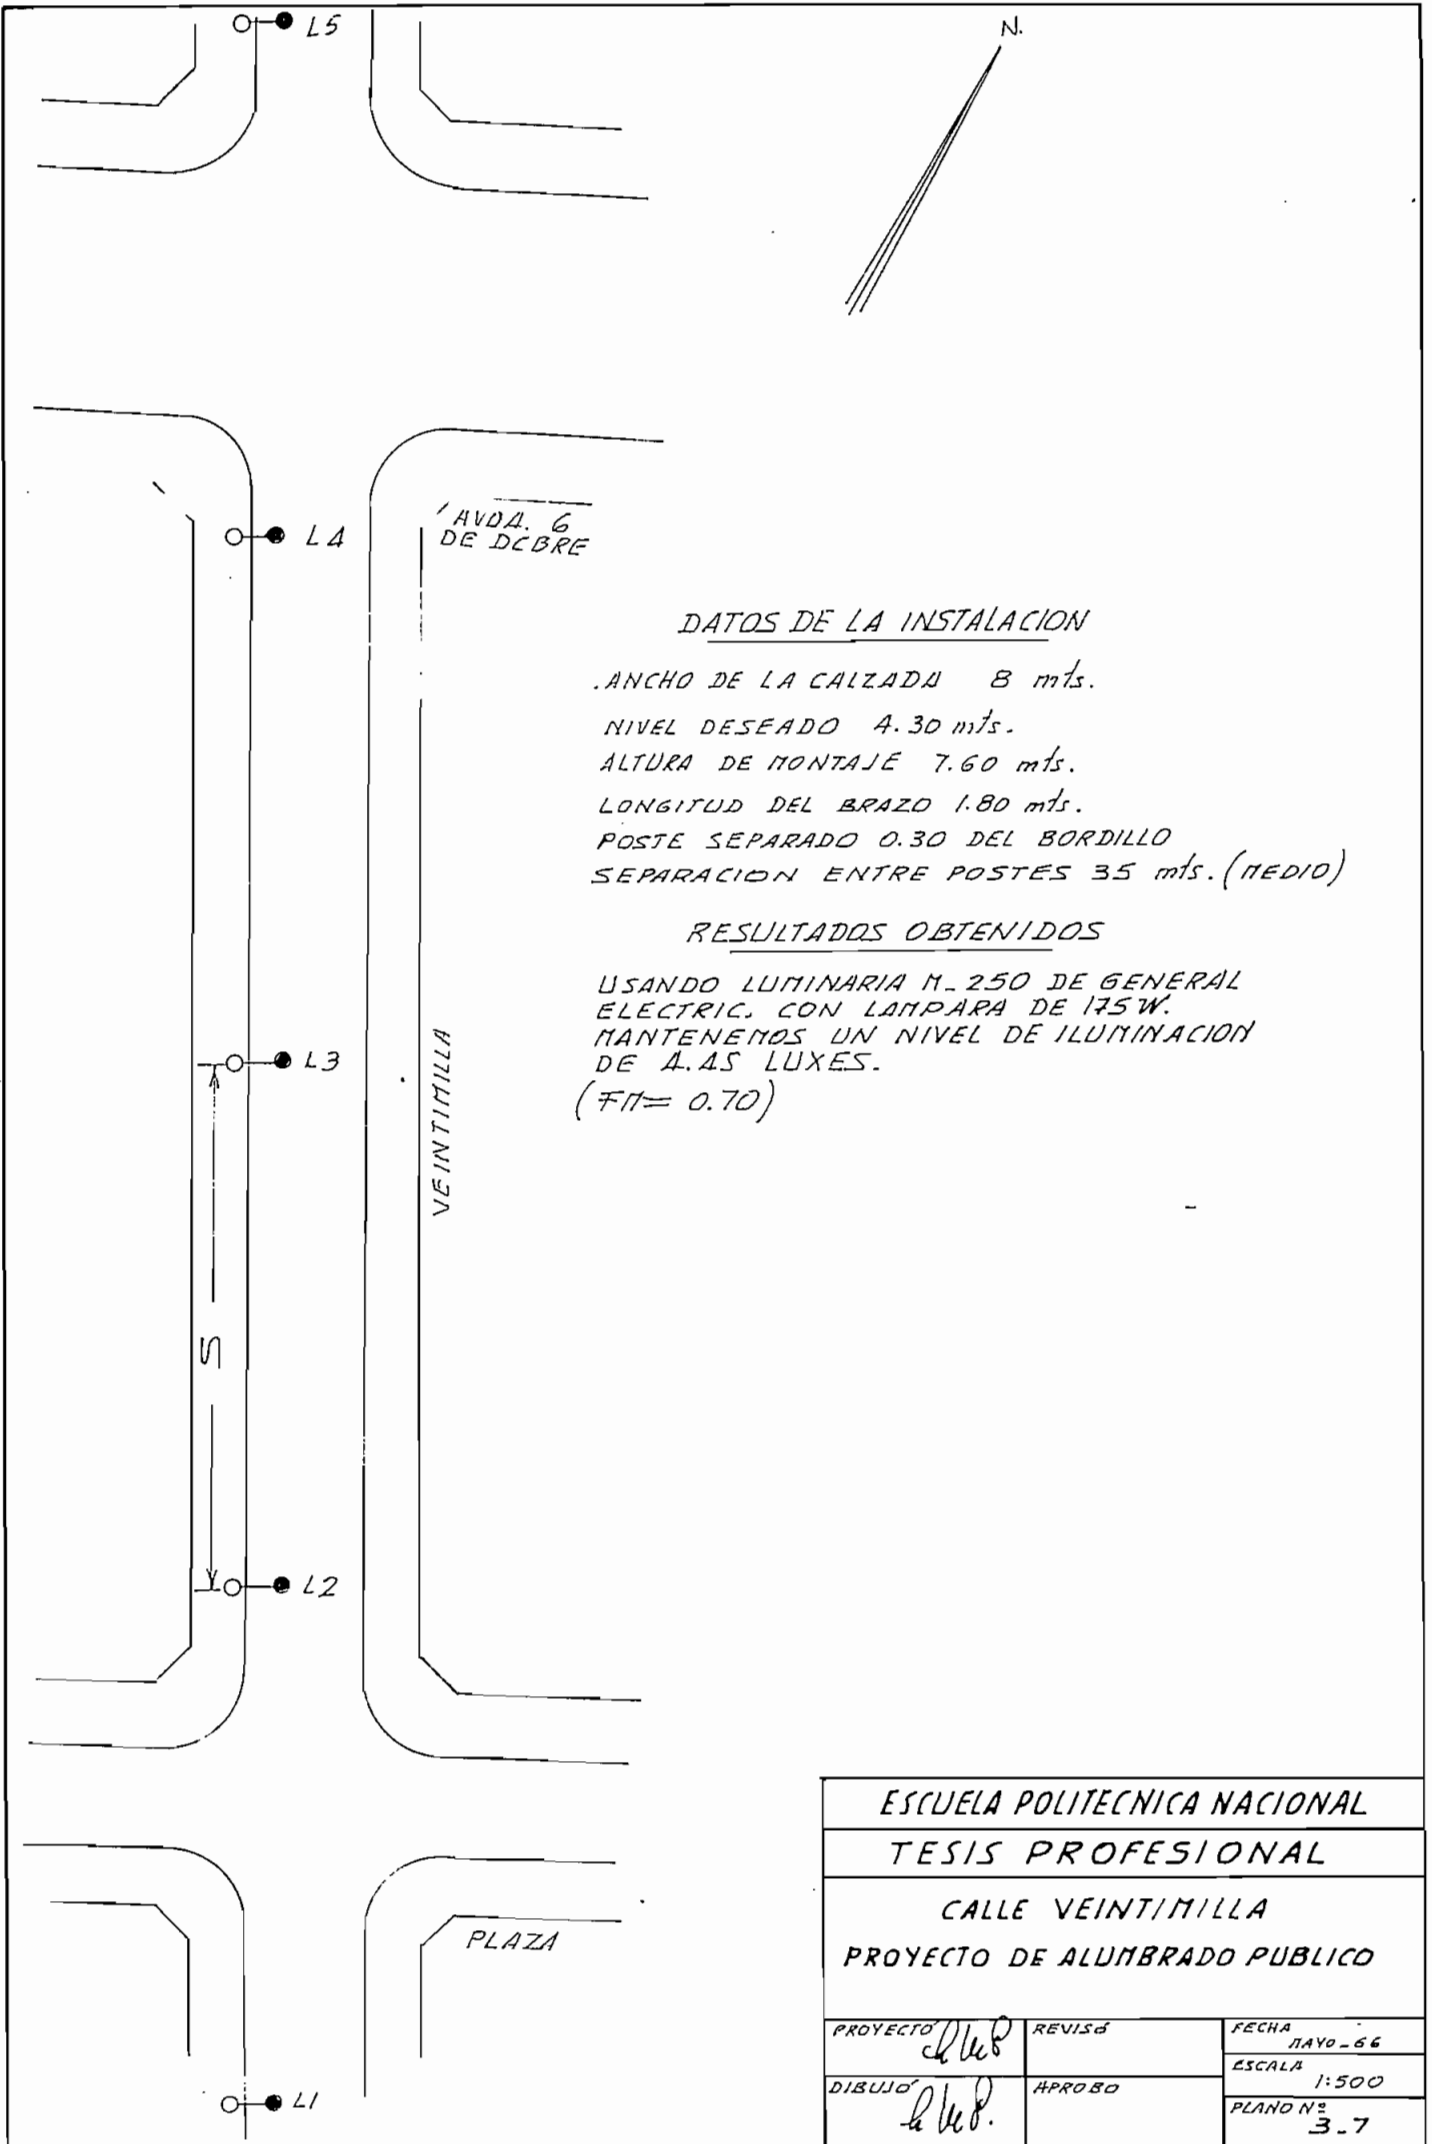 L5
N.
L4
AVDA. 6
DE DCBRE
DATOS DE LA INSTALACION
.ANCHO DE LA CALZADA 8 mts.
NIVEL DESEADO 4.30 mts.
ALTURA DE MONTAJE 7.60 mts.
LONGITUD DEL BRAZO 1.80 mts.
POSTE SEPARADO 0.30 DEL BORDILLO
SEPARACION ENTRE POSTES 35 mts. (MEDIO)
RESULTADOS OBTENIDOS
USANDO LUMINARIA M-250 DE GENERAL
ELECTRIC. CON LAMPARA DE 175 W.
MANTENEMOS UN NIVEL DE ILUMINACION
DE 4.45 LUXES.
(FM= 0.70)
L3
VEINTIMILLA
S
L2
PLAZA
L1
ESCUELA POLITECNICA NACIONAL
TESIS PROFESIONAL
CALLE VEINTIMILLA
PROYECTO DE ALUMBRADO PUBLICO
PROYECTÓ
REVISÓ
FECHA
MAYO-66
ESCALA
1:500
DIBUJÓ
APROBO
PLANO Nº
3-7